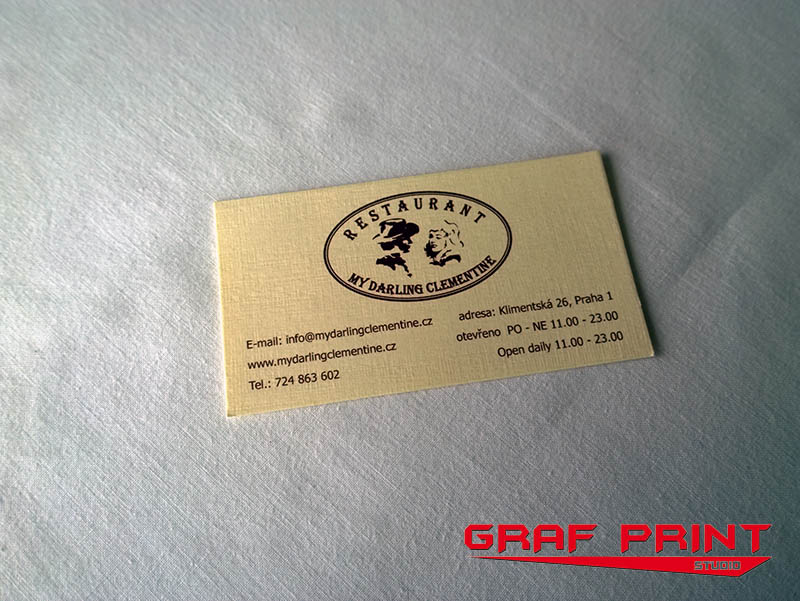 RESTAURANT
MY DARLING CLEMENTINE
E-mail: info@mydarlingclementine.cz
www.mydarlingclementine.cz
Tel.: 724 863 602
adresa: Klimentská 26, Praha 1
otevřeno PO - NE 11.00 - 23.00
Open daily 11.00 - 23.00
GRAF PRINT
STUDIO